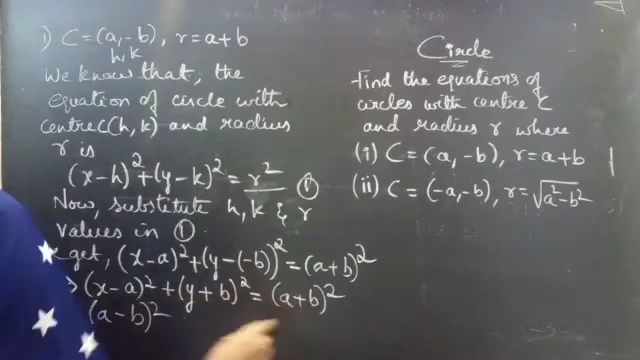 1) C = (a, -b), r = a+b
h, k
We know that, the
equation of circle with
centre C(h, k) and radius
r is
(x-h)² + (y-k)² = r² ①
Now, substitute h, k & r
values in ①
get, (x-a)² + (y-(-b))² = (a+b)²
⇒ (x-a)² + (y+b)² = (a+b)²
(a-b)²
Circle
Find the equations of
circles with centre C
and radius r where
(i) C = (a, -b), r = a+b
(ii) C = (-a, -b), r = √a²-b²